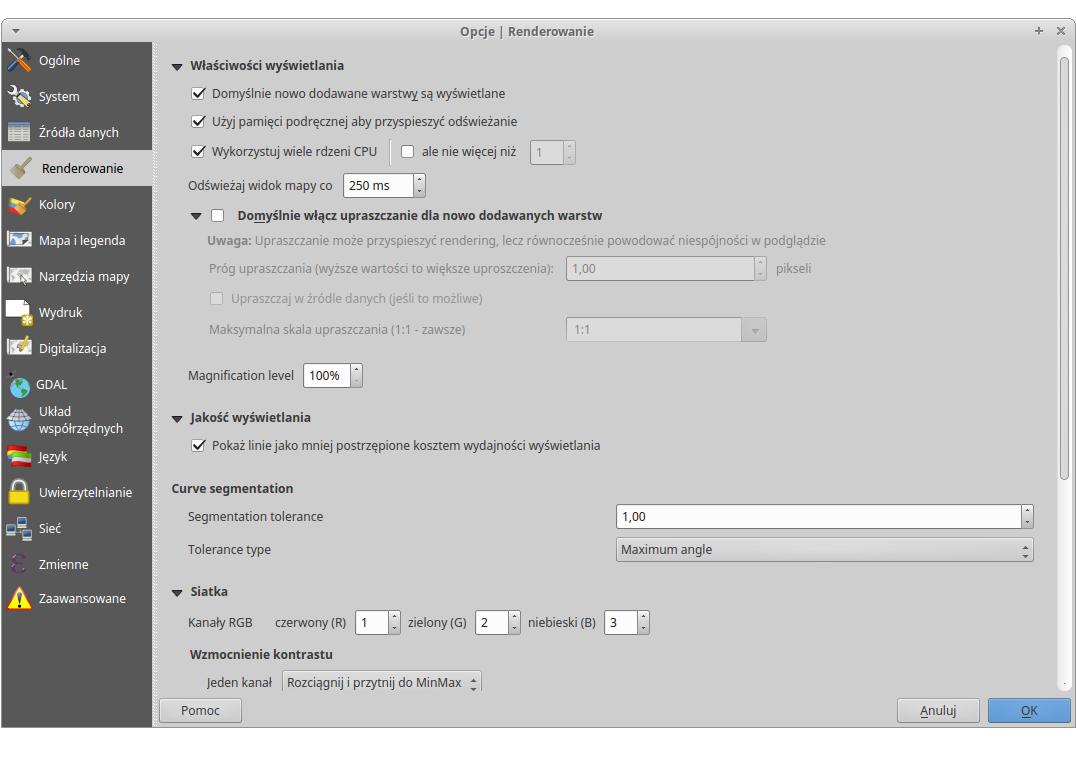 Opcje | Renderowanie
Ogólne
System
Źródła danych
Renderowanie
Kolory
Mapa i legenda
Narzędzia mapy
Wydruk
Digitalizacja
GDAL
Układ
współrzędnych
Język
Uwierzytelnianie
Sieć
Zmienne
Zaawansowane
Właściwości wyświetlania
Domyślnie nowo dodawane warstwy są wyświetlane
Użyj pamięci podręcznej aby przyspieszyć odświeżanie
Wykorzystuj wiele rdzeni CPU ale nie więcej niż 1
Odświeżaj widok mapy co 250 ms
Domyślnie włącz upraszczanie dla nowo dodawanych warstw
Uwaga: Upraszczanie może przyspieszyć rendering, lecz równocześnie powodować niespójności w podglądzie
Próg upraszczania (wyższe wartości to większe uproszczenia): 1,00 pikseli
Upraszczaj w źródle danych (jeśli to możliwe)
Maksymalna skala upraszczania (1:1 - zawsze) 1:1
Magnification level 100%
Jakość wyświetlania
Pokaż linie jako mniej postrzępione kosztem wydajności wyświetlania
Curve segmentation
Segmentation tolerance 1,00
Tolerance type Maximum angle
Siatka
Kanały RGB czerwony (R) 1 zielony (G) 2 niebieski (B) 3
Wzmocnienie kontrastu
Jeden kanał Rozciągnij i przytnij do MinMax
Pomoc Anuluj OK